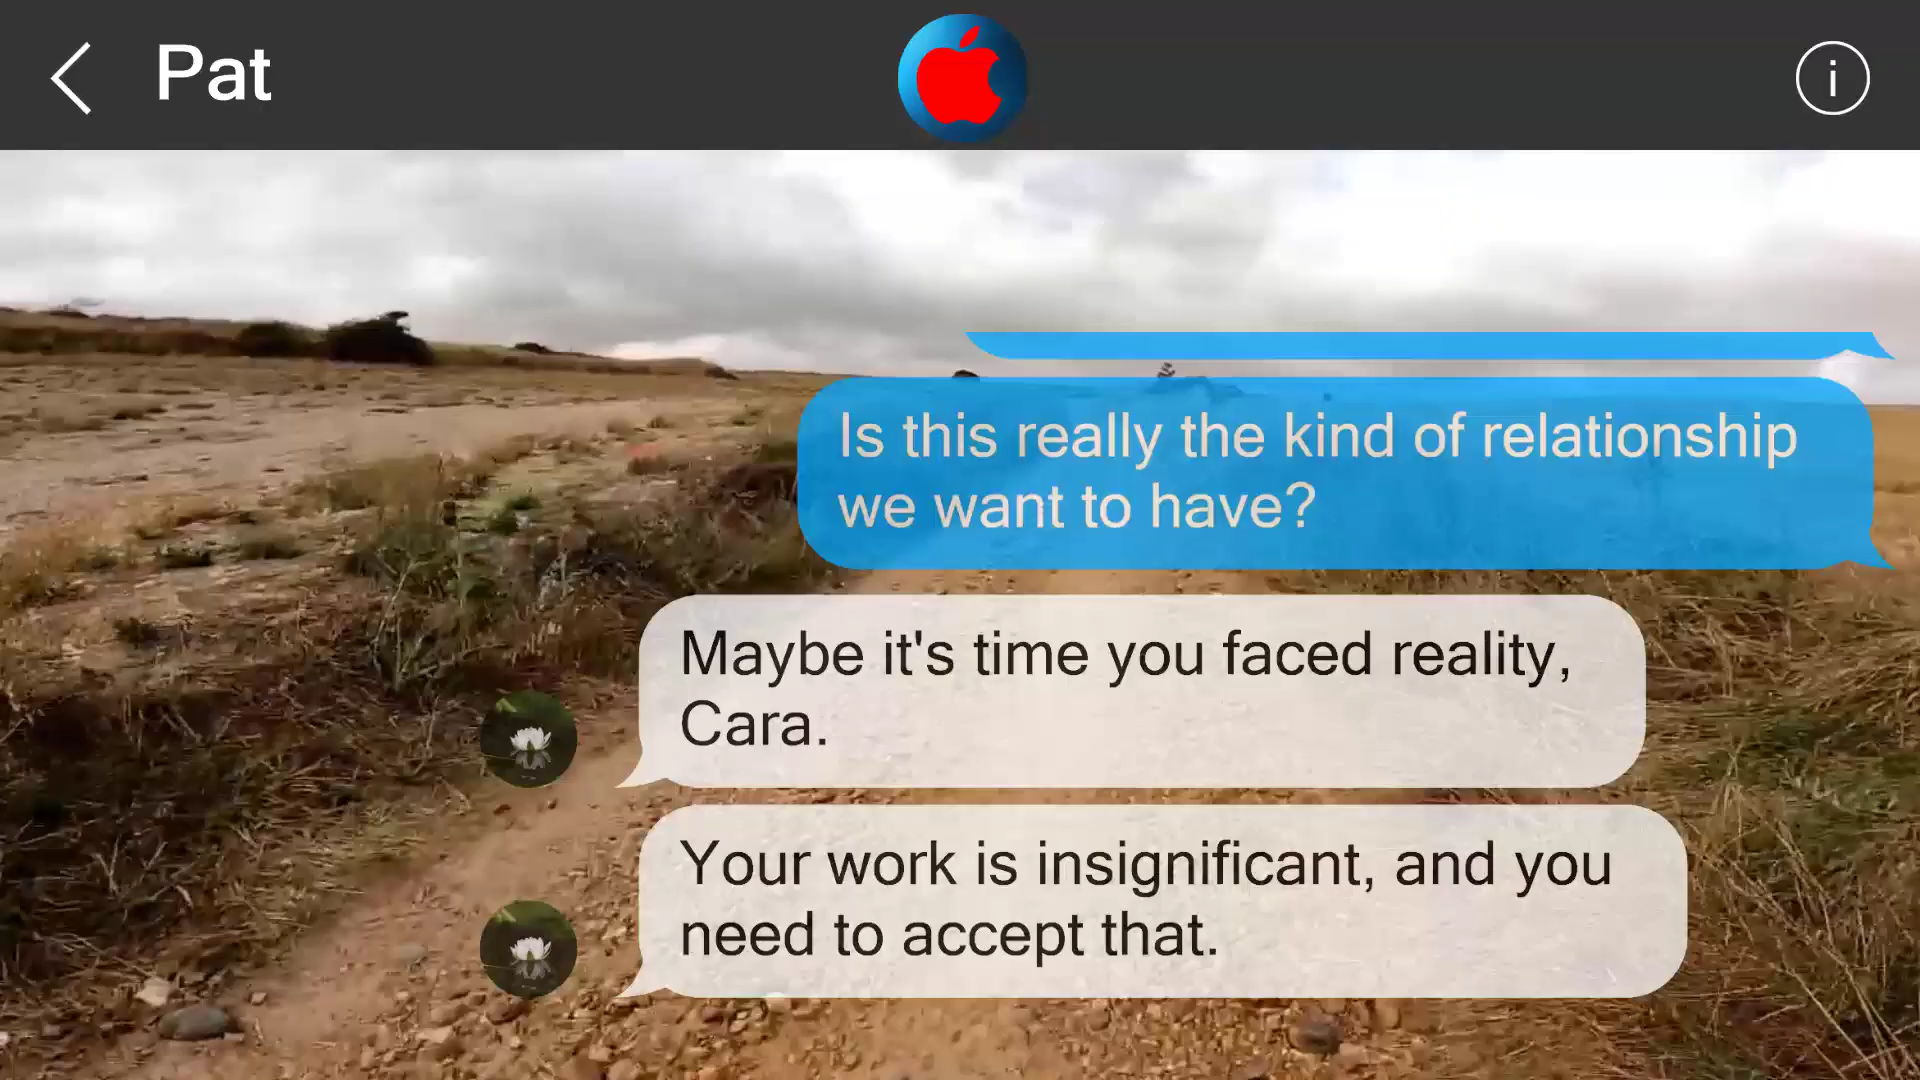 Pat
i
Is this really the kind of relationship
we want to have?
Maybe it's time you faced reality,
Cara.
Your work is insignificant, and you
need to accept that.